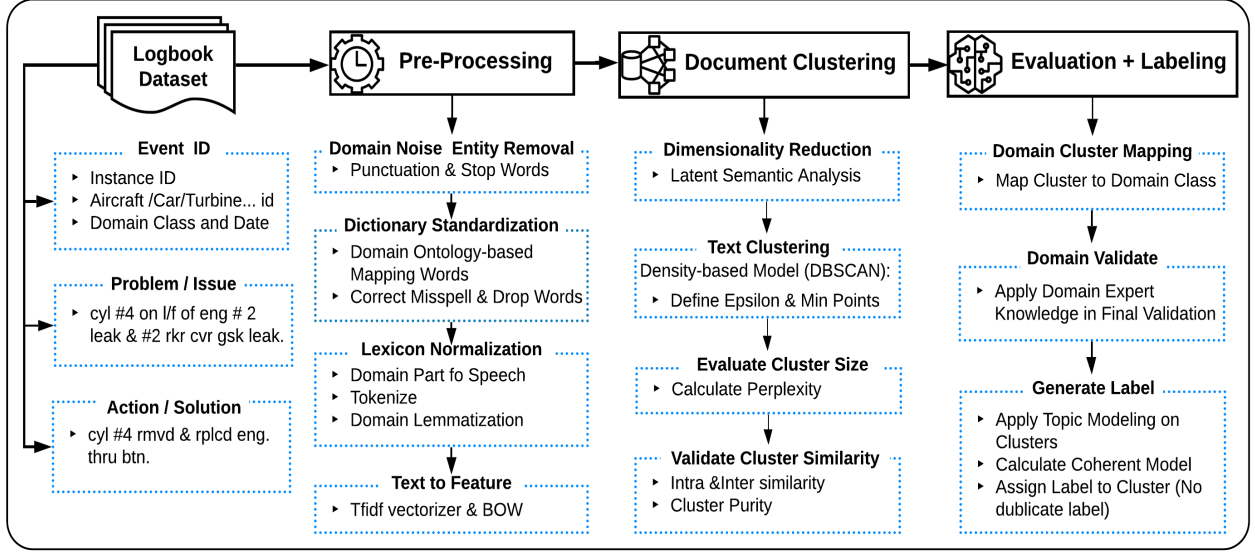 Logbook
Dataset
Event ID
‣ Instance ID
‣ Aircraft /Car/Turbine... id
‣ Domain Class and Date
Problem / Issue
‣ cyl #4 on l/f of eng # 2
leak & #2 rkr cvr gsk leak.
Action / Solution
‣ cyl #4 rmvd & rplcd eng.
thru btn.
Pre-Processing
Domain Noise Entity Removal
‣ Punctuation & Stop Words
Dictionary Standardization
‣ Domain Ontology-based
Mapping Words
‣ Correct Misspell & Drop Words
Lexicon Normalization
‣ Domain Part fo Speech
‣ Tokenize
‣ Domain Lemmatization
Text to Feature
‣ Tfidf vectorizer & BOW
Document Clustering
Dimensionality Reduction
‣ Latent Semantic Analysis
Text Clustering
Density-based Model (DBSCAN):
‣ Define Epsilon & Min Points
Evaluate Cluster Size
‣ Calculate Perplexity
Validate Cluster Similarity
‣ Intra &Inter similarity
‣ Cluster Purity
Evaluation + Labeling
Domain Cluster Mapping
‣ Map Cluster to Domain Class
Domain Validate
‣ Apply Domain Expert
Knowledge in Final Validation
Generate Label
‣ Apply Topic Modeling on
Clusters
‣ Calculate Coherent Model
‣ Assign Label to Cluster (No
dublicate label)